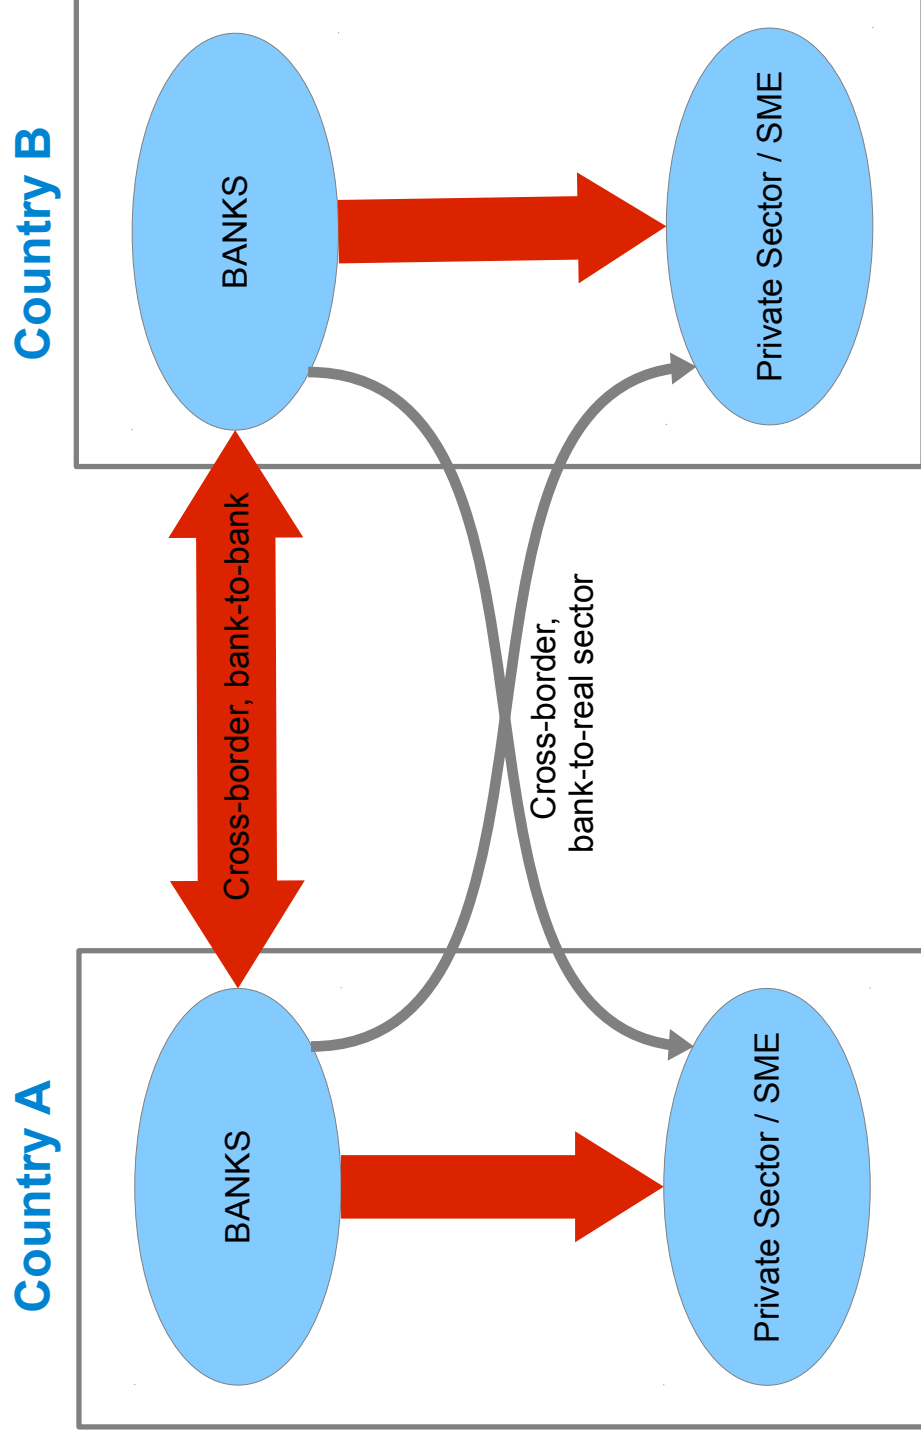 Country A
Country B
BANKS
Cross-border, bank-to-bank
BANKS
Cross-border,
bank-to-real sector
Private Sector / SME
Private Sector / SME